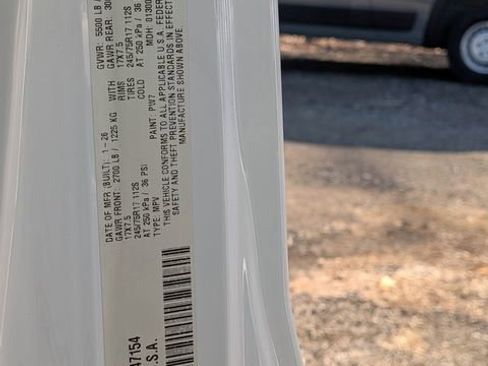 DATE OF MFR (BUILT): 1-26
GVWR: 5500 LB
GAWR FRONT: 2700 LB / 1225 KG WITH
GAWR REAR: 30
17X7.5 RIMS 17X7.5
245/75R17 112S TIRES 245/75R17 112S
AT 250 kPa / 36 PSI COLD AT 250 kPa / 36
TYPE: MPV PAINT: PW7 MDH: 01300
THIS VEHICLE CONFORMS TO ALL APPLICABLE U.S.A. FEDER
SAFETY AND THEFT PREVENTION STANDARDS IN EFFECT
MANUFACTURE SHOWN ABOVE
47154
.S.A.